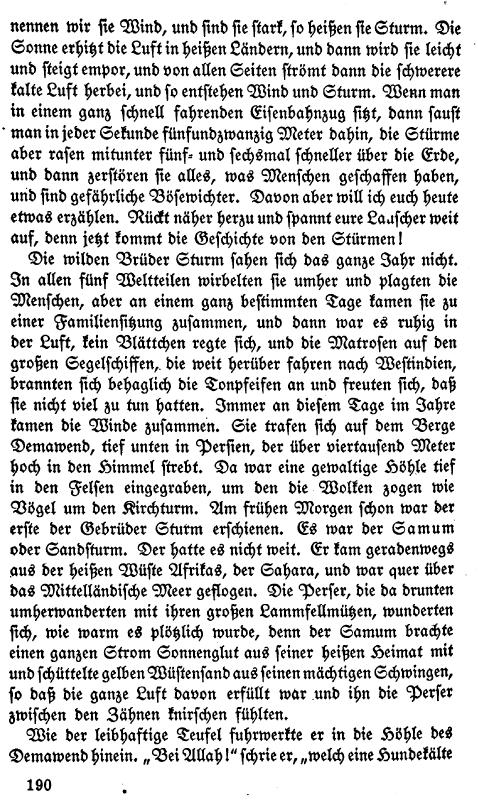 nennen wir sie Wind, und sind sie stark, so heißen sie Sturm. Die
Sonne erhitzt die Luft in heißen Ländern, und dann wird sie leicht
und steigt empor, und von allen Seiten strömt dann die schwerere
kalte Luft herbei, und so entstehen Wind und Sturm. Wenn man
in einem ganz schnell fahrenden Eisenbahnzug sitzt, dann saust
man in jeder Sekunde fünfundzwanzig Meter dahin, die Stürme
aber rasen mitunter fünf- und sechsmal schneller über die Erde,
und dann zerstören sie alles, was Menschen geschaffen haben,
und sind gefährliche Bösewichter. Davon aber will ich euch heute
etwas erzählen. Rückt näher herzu und spannt eure Lauscher weit
auf, denn jetzt kommt die Geschichte von den Stürmen!
Die wilden Brüder Sturm sahen sich das ganze Jahr nicht.
In allen fünf Weltteilen wirbelten sie umher und plagten die
Menschen, aber an einem ganz bestimmten Tage kamen sie zu
einer Familiensitzung zusammen, und dann war es ruhig in
der Luft, kein Blättchen regte sich, und die Matrosen auf den
großen Segelschiffen, die weit herüber fahren nach Westindien,
brannten sich behaglich die Tonpfeifen an und freuten sich, daß
sie nicht viel zu tun hatten. Immer an diesem Tage im Jahre
kamen die Winde zusammen. Sie trafen sich auf dem Berge
Demawend, tief unten in Persien, der über viertausend Meter
hoch in den Himmel strebt. Da war eine gewaltige Höhle tief
in den Felsen eingegraben, um den die Wolken zogen wie
Vögel um den Kirchturm. Am frühen Morgen schon war der
erste der Gebrüder Sturm erschienen. Es war der Samum
oder Sandsturm. Der hatte es nicht weit. Er kam geradenwegs
aus der heißen Wüste Afrikas, der Sahara, und war quer über
das Mittelländische Meer geflogen. Die Perser, die da drunten
umherwanderten mit ihren großen Lammfellmützen, wunderten
sich, wie warm es plötzlich wurde, denn der Samum brachte
einen ganzen Strom Sonnenglut aus seiner heißen Heimat mit
und schüttelte gelben Wüstensand aus seinen mächtigen Schwingen,
so daß die ganze Luft davon erfüllt war und ihn die Perser
zwischen den Zähnen knirschen fühlten.
Wie der leibhaftige Teufel fuhrwerkte er in die Höhle des
Demawend hinein. „Bei Allah!“ schrie er, „welch eine Hundekälte
190